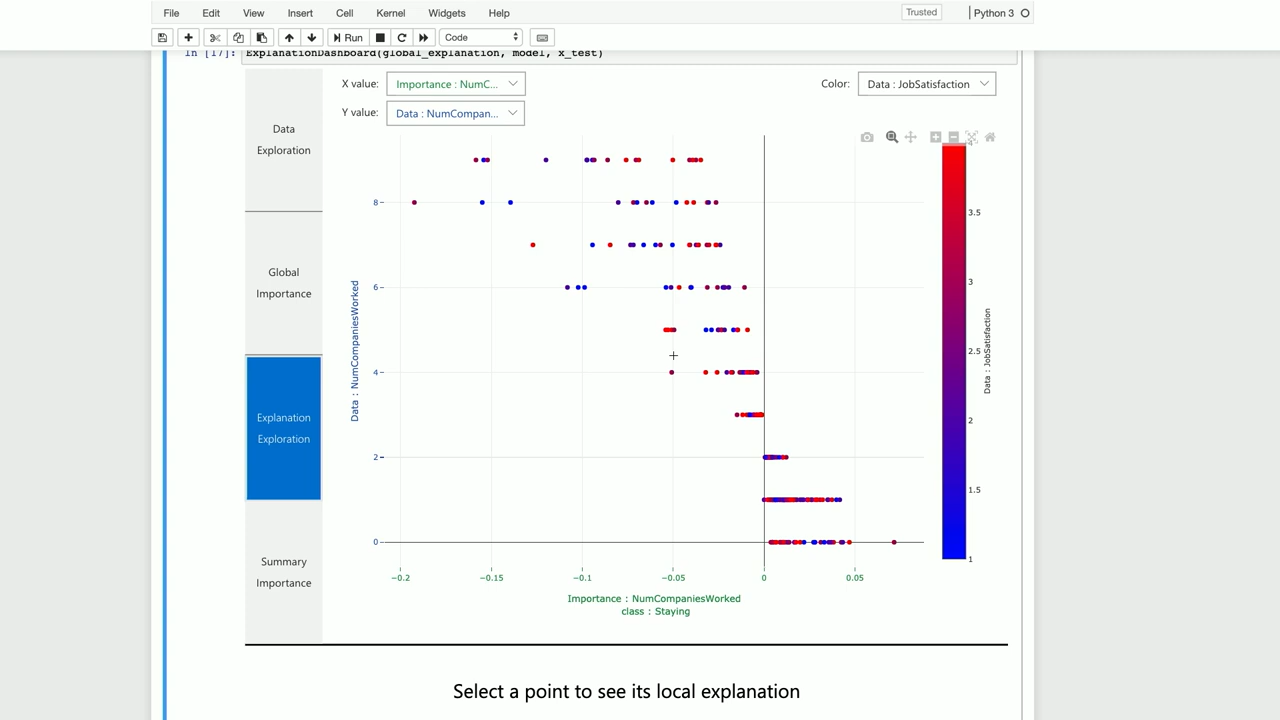 File Edit View Insert Cell Kernel Widgets Help Trusted Python 3
Run Code
In [17]: ExplanationDashboard(global_explanation, model, x_test)
X value: Importance : NumC... Color: Data : JobSatisfaction
Y value: Data : NumCompan...
Data
Exploration
Global
Importance
Explanation
Exploration
Summary
Importance
Data : NumCompaniesWorked
8
6
4
2
0
−0.2 −0.15 −0.1 −0.05 0 0.05
Importance : NumCompaniesWorked
class : Staying
4
3.5
3
2.5
2
1.5
1
Data : JobSatisfaction
Select a point to see its local explanation